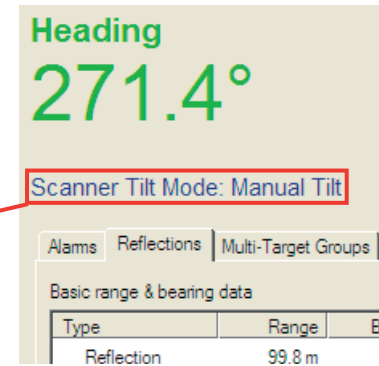 Heading
271.4°
Scanner Tilt Mode: Manual Tilt
Alarms Reflections Multi-Target Groups
Basic range & bearing data
Type Range
Reflection 99.8 m